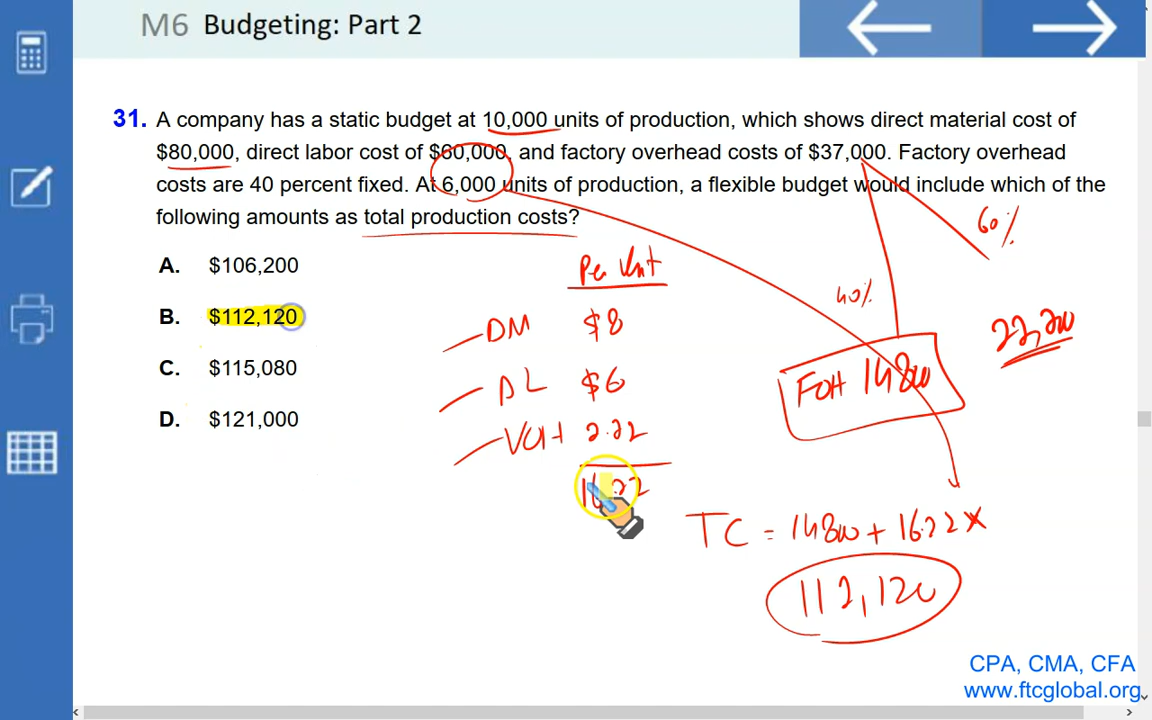 M6 Budgeting: Part 2
31. A company has a static budget at 10,000 units of production, which shows direct material cost of
$80,000, direct labor cost of $60,000, and factory overhead costs of $37,000. Factory overhead
costs are 40 percent fixed. At 6,000 units of production, a flexible budget would include which of the
following amounts as total production costs?
A. $106,200
B. $112,120
C. $115,080
D. $121,000
Per Unit
DM $8
DL $6
VOH 2.22
16.22
40%
60%
22,200
FOH 14800
TC = 14800 + 16.22 X
112,120
CPA, CMA, CFA
www.ftcglobal.org